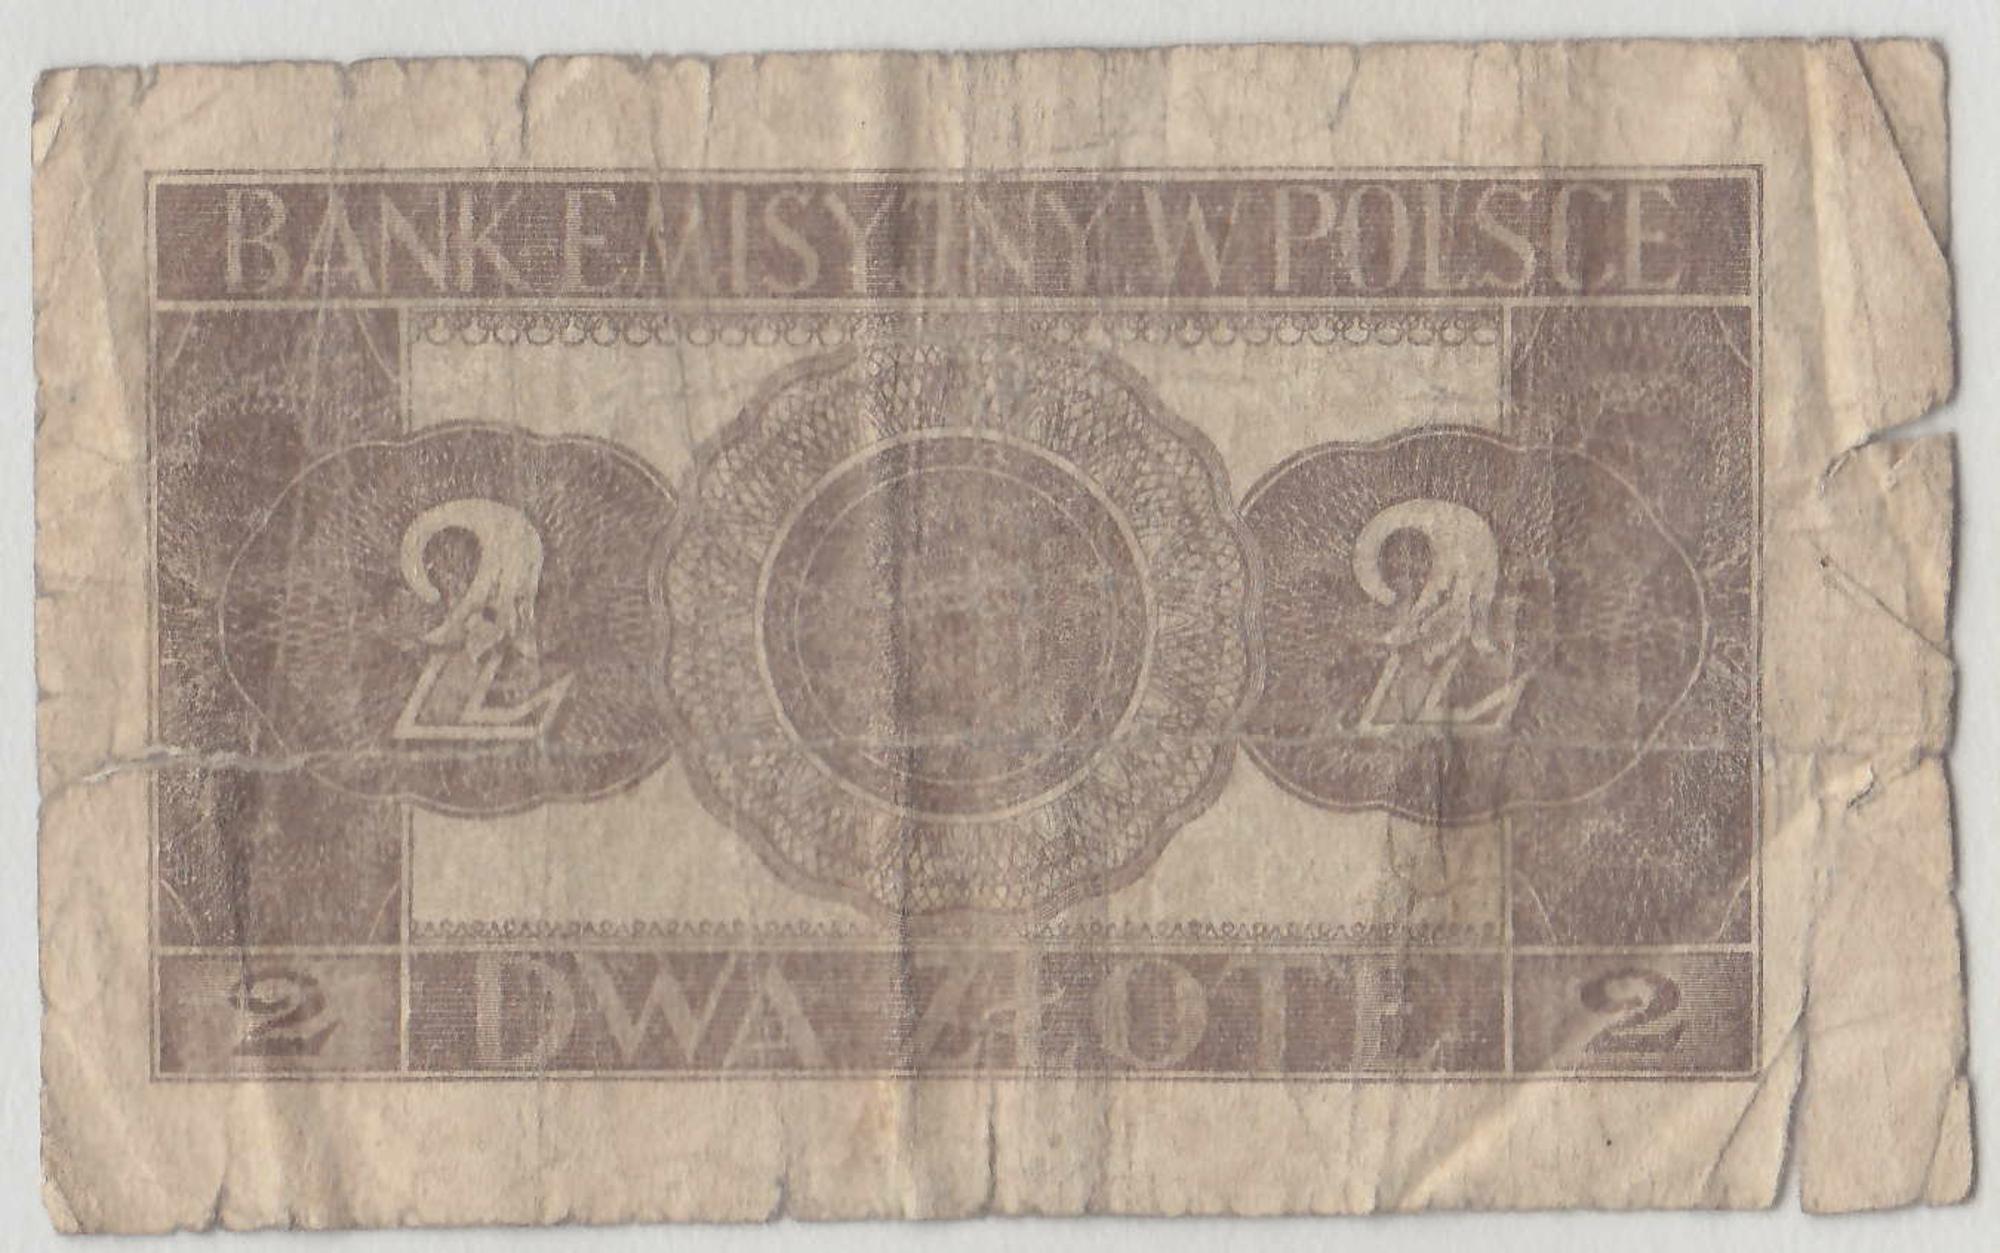 BANK EMISYJNY W POLSCE
2 2
2 DWA ZŁOTE 2